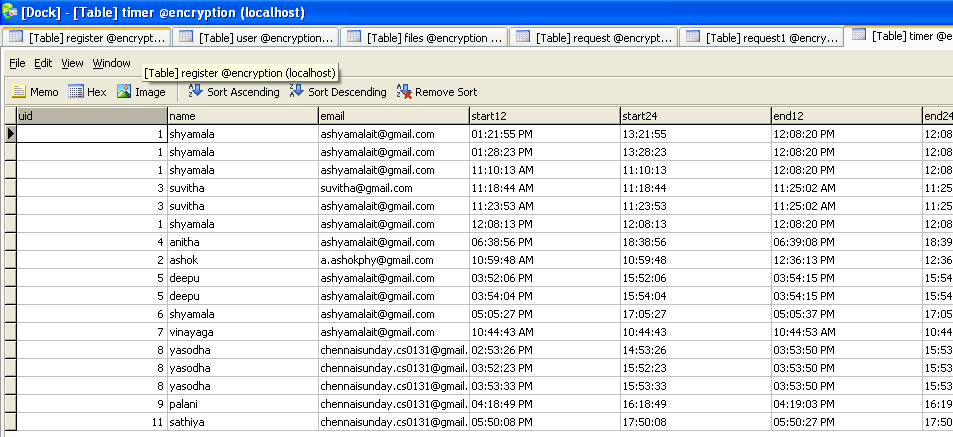 [Dock] - [Table] timer @encryption (localhost)
[Table] register @encrypt... [Table] user @encryption... [Table] files @encryption ... [Table] request @encrypt... [Table] request1 @encry... [Table] timer @e
File Edit View Window
[Table] register @encryption (localhost)
Memo Hex Image Sort Ascending Sort Descending Remove Sort
uid name email start12 start24 end12 end24
1 shyamala ashyamalait@gmail.com 01:21:55 PM 13:21:55 12:08:20 PM 12:08
1 shyamala ashyamalait@gmail.com 01:28:23 PM 13:28:23 12:08:20 PM 12:08
1 shyamala ashyamalait@gmail.com 11:10:13 AM 11:10:13 12:08:20 PM 12:08
3 suvitha suvitha@gmail.com 11:18:44 AM 11:18:44 11:25:02 AM 11:25
3 suvitha ashyamalait@gmail.com 11:23:53 AM 11:23:53 11:25:02 AM 11:25
1 shyamala ashyamalait@gmail.com 12:08:13 PM 12:08:13 12:08:20 PM 12:08
4 anitha ashyamalait@gmail.com 06:38:56 PM 18:38:56 06:39:08 PM 18:39
2 ashok a.ashokphy@gmail.com 10:59:48 AM 10:59:48 12:36:13 PM 12:36
5 deepu ashyamalait@gmail.com 03:52:06 PM 15:52:06 03:54:15 PM 15:54
5 deepu ashyamalait@gmail.com 03:54:04 PM 15:54:04 03:54:15 PM 15:54
6 shyamala ashyamalait@gmail.com 05:05:27 PM 17:05:27 05:05:37 PM 17:05
7 vinayaga ashyamalait@gmail.com 10:44:43 AM 10:44:43 10:44:53 AM 10:44
8 yasodha chennaisunday.cs0131@gmail. 02:53:26 PM 14:53:26 03:53:50 PM 15:53
8 yasodha chennaisunday.cs0131@gmail. 03:52:23 PM 15:52:23 03:53:50 PM 15:53
8 yasodha chennaisunday.cs0131@gmail. 03:53:33 PM 15:53:33 03:53:50 PM 15:53
9 palani chennaisunday.cs0131@gmail. 04:18:49 PM 16:18:49 04:19:03 PM 16:19
11 sathiya chennaisunday.cs0131@gmail. 05:50:08 PM 17:50:08 05:50:27 PM 17:50